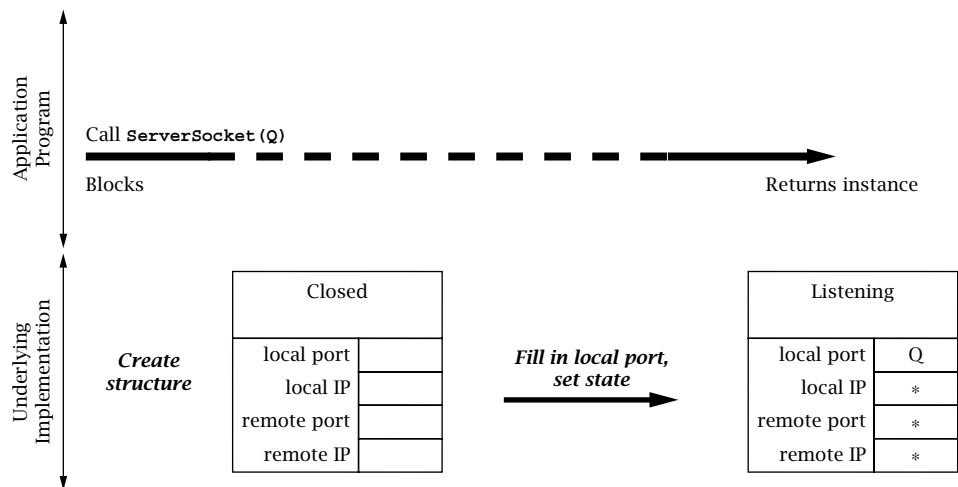 Application
Program
Call ServerSocket(Q)
Blocks
Returns instance
Underlying
Implementation
Create
structure
Closed
local port
local IP
remote port
remote IP
Fill in local port,
set state
Listening
local port Q
local IP *
remote port *
remote IP *